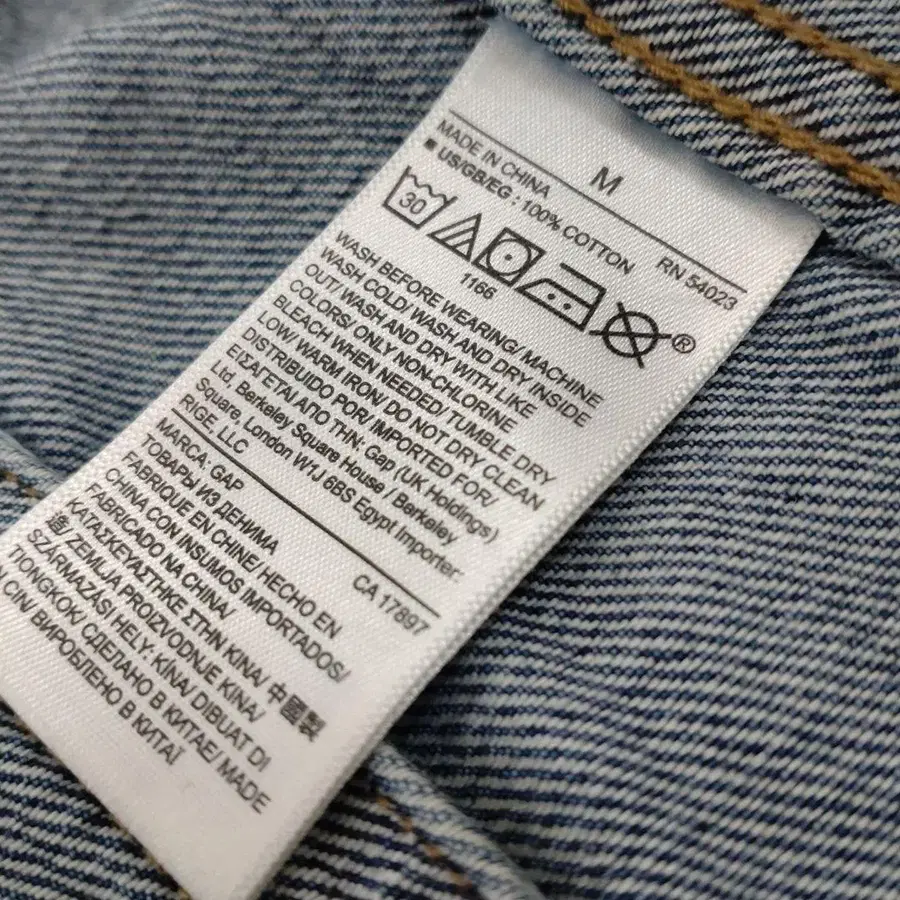 M
MADE IN CHINA RN 54023
■ US/GB/EG : 100% COTTON
30 ®
1166
WASH BEFORE WEARING/ MACHINE
WASH COLD/ WASH AND DRY INSIDE
OUT/ WASH AND DRY WITH LIKE
COLORS/ ONLY NON-CHLORINE
BLEACH WHEN NEEDED/ TUMBLE DRY
LOW/ WARM IRON/ DO NOT DRY CLEAN
ΕΙΣΑΓΕΤΑΙ ΑΠΟ ΤΗΝ: Gap (UK Holdings)
DISTRIBUIDO POR/ IMPORTED FOR/
Ltd, Berkeley Square House / Berkeley
Square, London W1J 6BS Egypt Importer:
RIGE, LLC
MARCA: GAP CA 17897
ТОВАРЫ ИЗ ДЕНИМА
FABRIQUE EN CHINE/ HECHO EN
CHINA CON INSUMOS IMPORTADOS/
FABRICADO NA CHINA/
ΚΑΤΑΣΚΕΥΑΣΤΗΚΕ ΣΤΗΝ ΚΙΝΑ/ 中國製
造/ ZEMLJA PROIZVODNJE KINA/
SZÁRMAZÁSI HELY: KÍNA/ DIBUAT DI
TIONGKOK/ СДЕЛАНО В КИТАЕ/ MADE
CIN/ ВИРОБЛЕНО В КИТАЇ